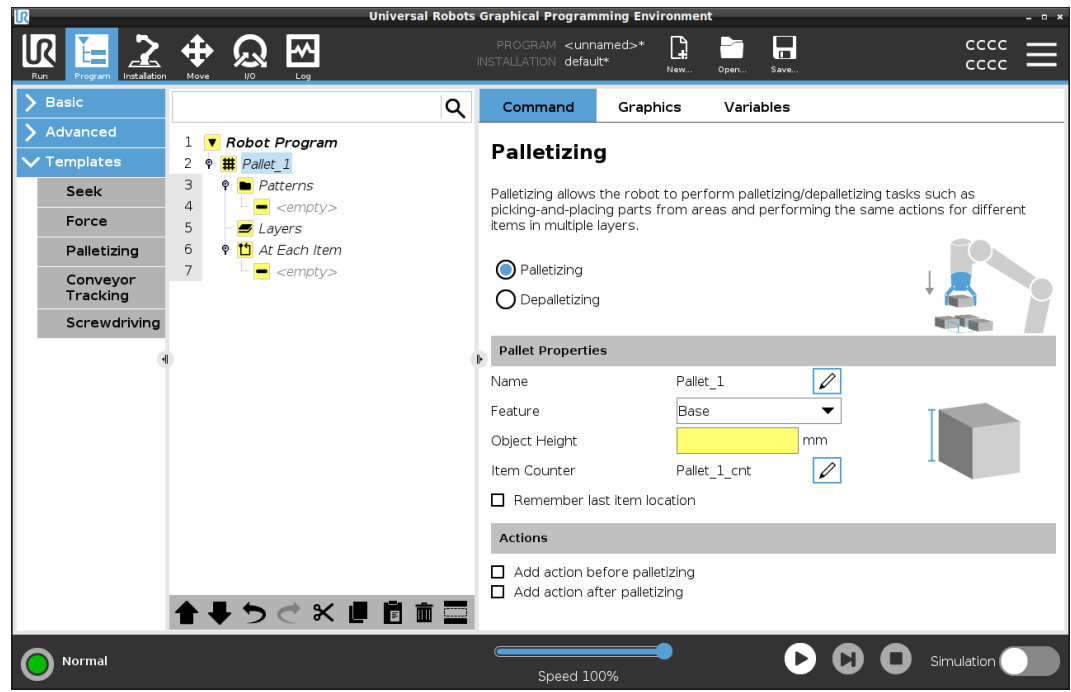 Universal Robots Graphical Programming Environment
UR
Run
Program
Installation
Move
I/O
Log
PROGRAM <unnamed>*
INSTALLATION default*
New...
Open...
Save...
CCCC
CCCC
Basic
Advanced
Templates
Seek
Force
Palletizing
Conveyor
Tracking
Screwdriving
1 Robot Program
2 Pallet_1
3 Patterns
4 <empty>
5 Layers
6 At Each Item
7 <empty>
Command Graphics Variables
Palletizing
Palletizing allows the robot to perform palletizing/depalletizing tasks such as
picking-and-placing parts from areas and performing the same actions for different
items in multiple layers.
Palletizing
Depalletizing
Pallet Properties
Name Pallet_1
Feature Base
Object Height mm
Item Counter Pallet_1_cnt
Remember last item location
Actions
Add action before palletizing
Add action after palletizing
Normal
Speed 100%
Simulation